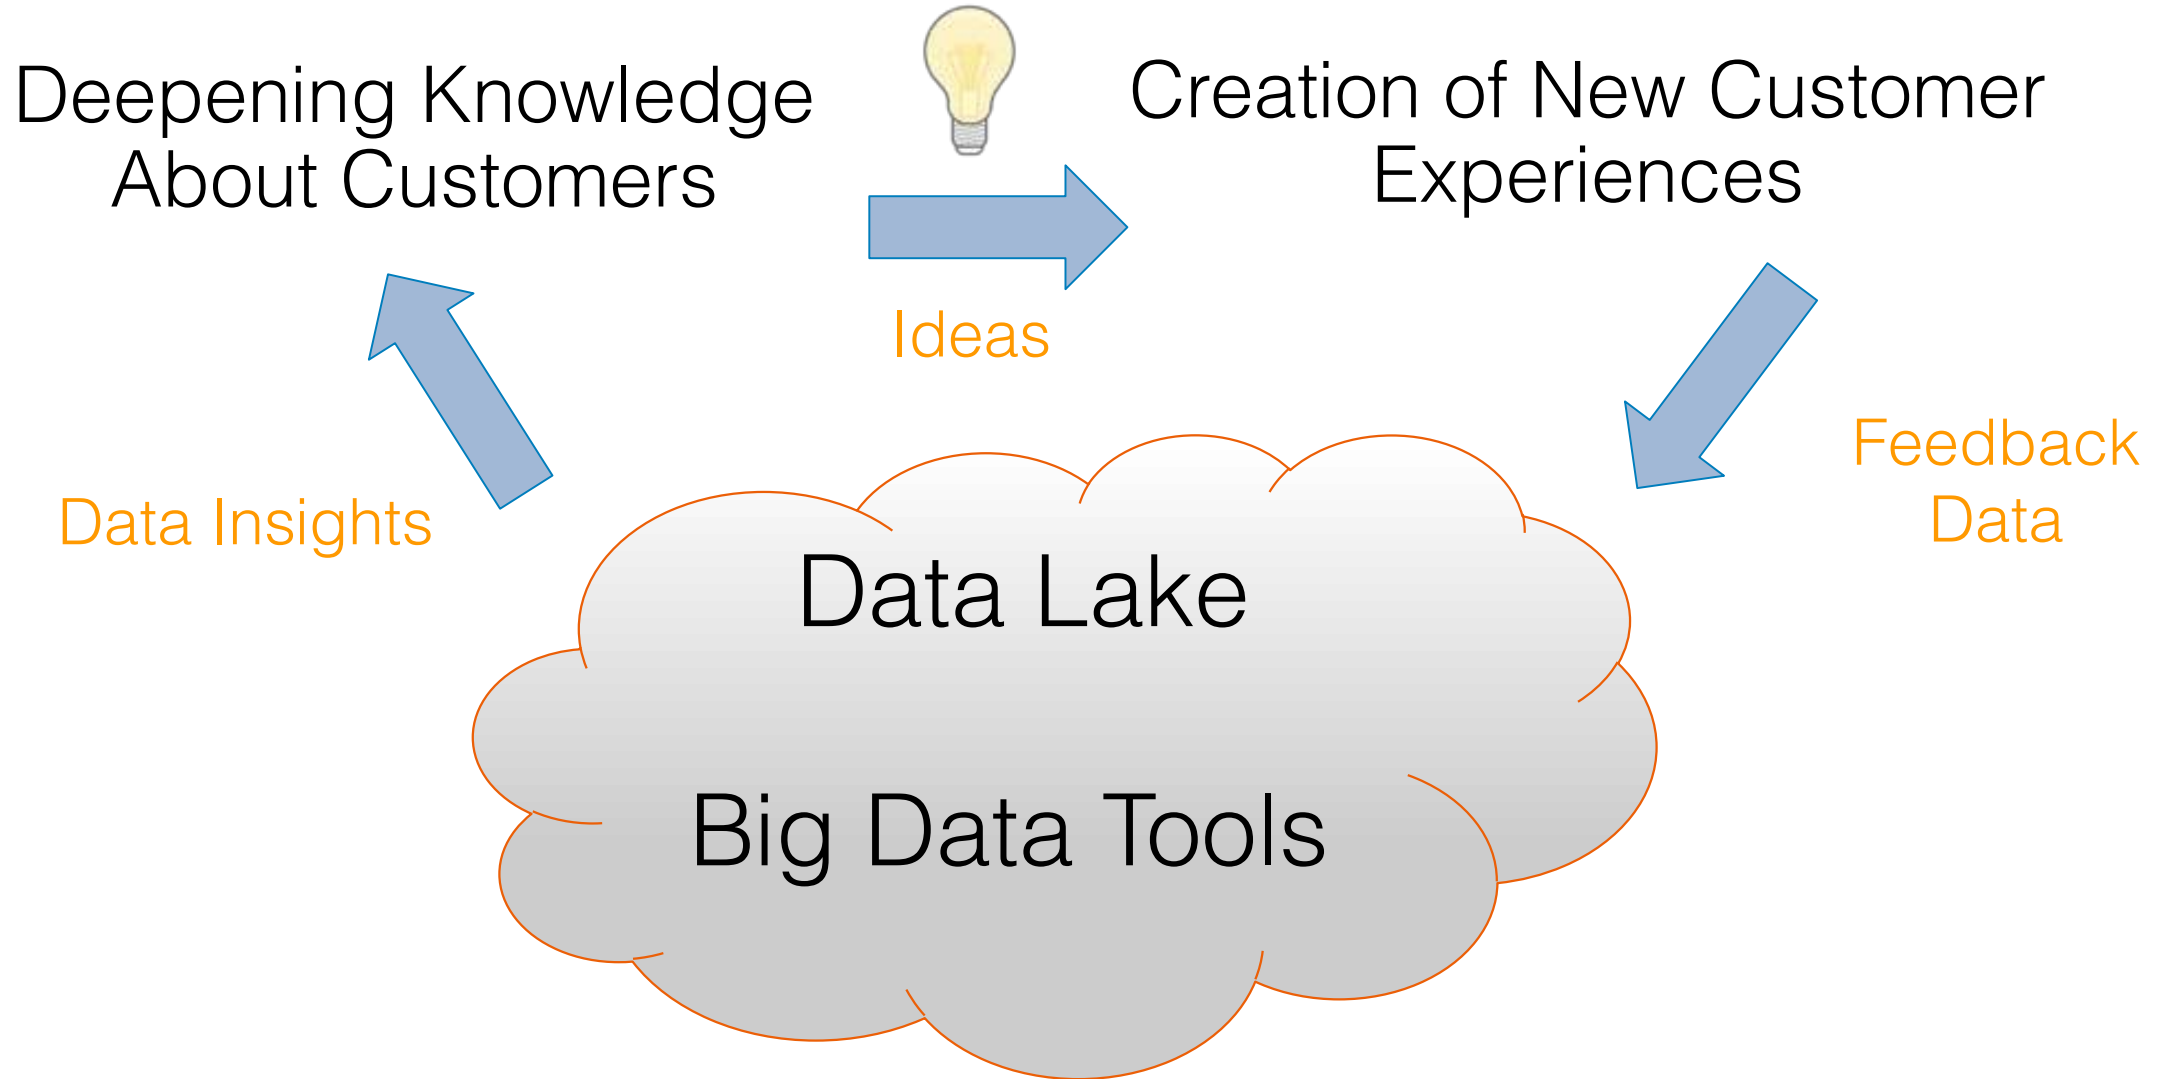 Deepening Knowledge
About Customers
Creation of New Customer
Experiences
Ideas
Data Insights
Feedback
Data
Data Lake
Big Data Tools